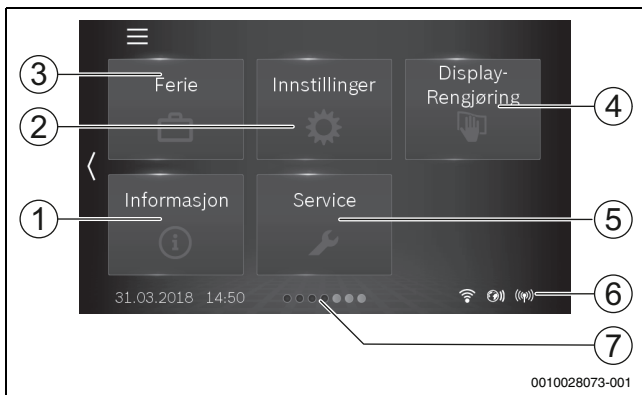 3
Ferie
Innstillinger
Display-
Rengjøring
4
2
1
Informasjon
Service
5
31.03.2018 14:50
6
7
0010028073-001